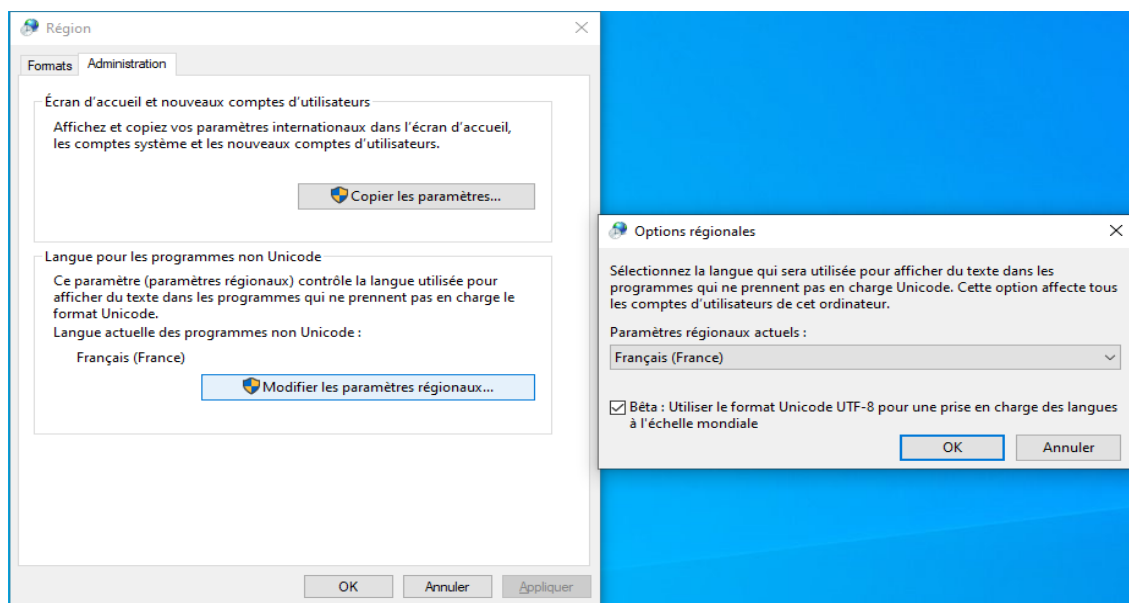 Région
Formats
Administration
Écran d'accueil et nouveaux comptes d'utilisateurs
Affichez et copiez vos paramètres internationaux dans l'écran d'accueil,
les comptes système et les nouveaux comptes d'utilisateurs.
Copier les paramètres...
Langue pour les programmes non Unicode
Ce paramètre (paramètres régionaux) contrôle la langue utilisée pour
afficher du texte dans les programmes qui ne prennent pas en charge le
format Unicode.
Langue actuelle des programmes non Unicode :
Français (France)
Modifier les paramètres régionaux...
OK
Annuler
Appliquer
Options régionales
Sélectionnez la langue qui sera utilisée pour afficher du texte dans les
programmes qui ne prennent pas en charge Unicode. Cette option affecte tous
les comptes d'utilisateurs de cet ordinateur.
Paramètres régionaux actuels :
Français (France)
Bêta : Utiliser le format Unicode UTF-8 pour une prise en charge des langues
à l'échelle mondiale
OK
Annuler